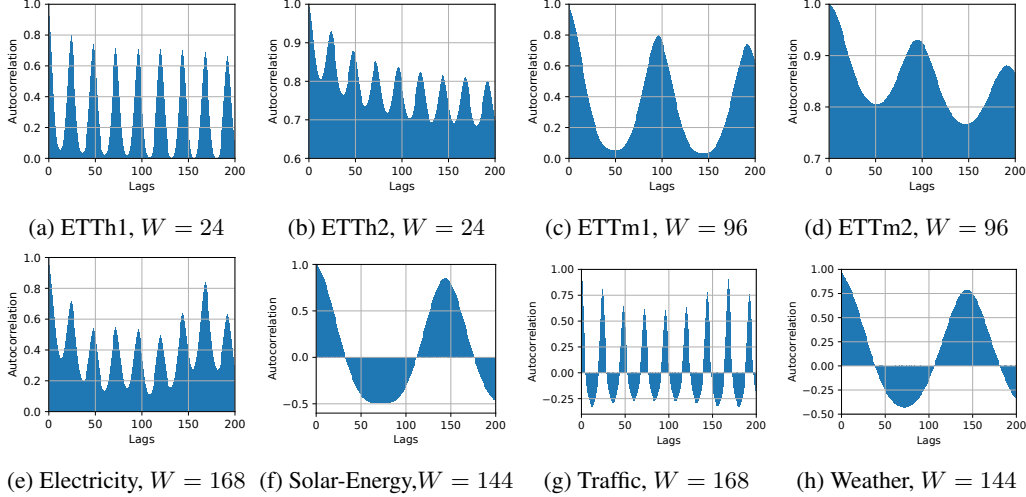 1.0
0.8
0.6
0.4
0.2
0.0
0 50 100 150 200
Autocorrelation
Lags
(a) ETTh1, W = 24
1.0
0.9
0.8
0.7
0.6
0 50 100 150 200
Autocorrelation
Lags
(b) ETTh2, W = 24
1.0
0.8
0.6
0.4
0.2
0.0
0 50 100 150 200
Autocorrelation
Lags
(c) ETTm1, W = 96
1.0
0.9
0.8
0.7
0 50 100 150 200
Autocorrelation
Lags
(d) ETTm2, W = 96
1.0
0.8
0.6
0.4
0.2
0.0
0 50 100 150 200
Autocorrelation
Lags
(e) Electricity, W = 168
1.0
0.5
0.0
−0.5
0 50 100 150 200
Autocorrelation
Lags
(f) Solar-Energy,W = 144
1.00
0.75
0.50
0.25
0.00
−0.25
0 50 100 150 200
Autocorrelation
Lags
(g) Traffic, W = 168
1.00
0.75
0.50
0.25
0.00
−0.25
−0.50
0 50 100 150 200
Autocorrelation
Lags
(h) Weather, W = 144